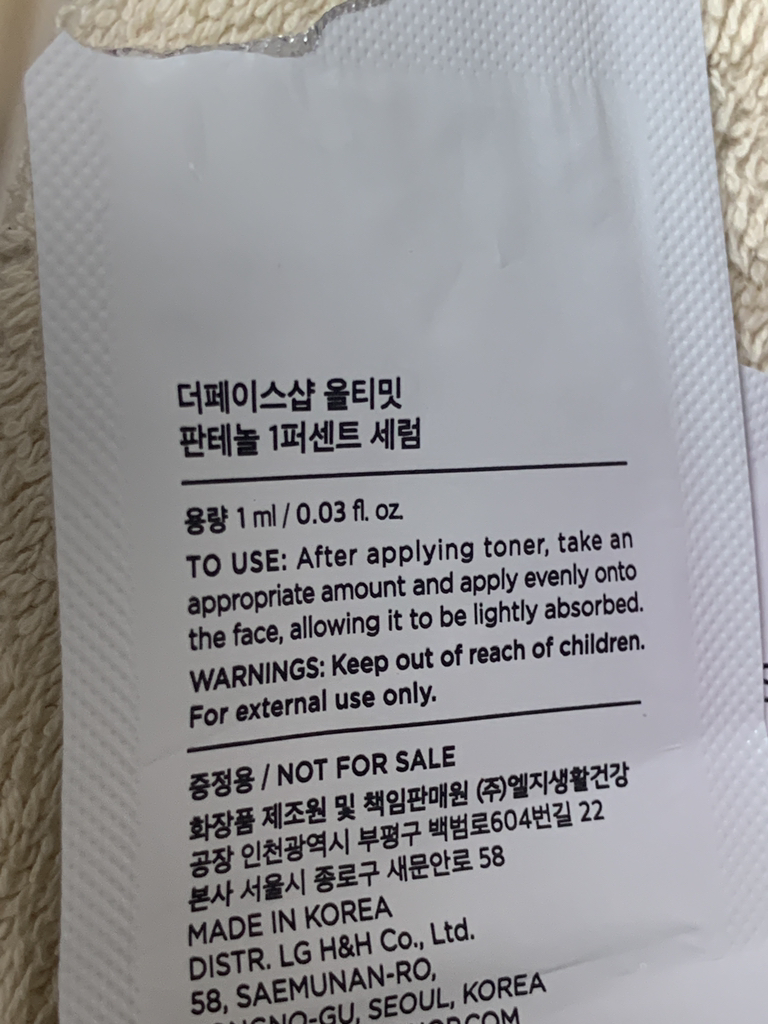 더페이스샵 올티밋
판테놀 1퍼센트 세럼
용량 1 ml / 0.03 fl. oz.
TO USE: After applying toner, take an
appropriate amount and apply evenly onto
the face, allowing it to be lightly absorbed.
WARNINGS: Keep out of reach of children.
For external use only.
증정용 / NOT FOR SALE
화장품 제조원 및 책임판매원 (주)엘지생활건강
공장 인천광역시 부평구 백범로604번길 22
본사 서울시 종로구 새문안로 58
MADE IN KOREA
DISTR. LG H&H Co., Ltd.
58, SAEMUNAN-RO,
SEOUL, KOREA